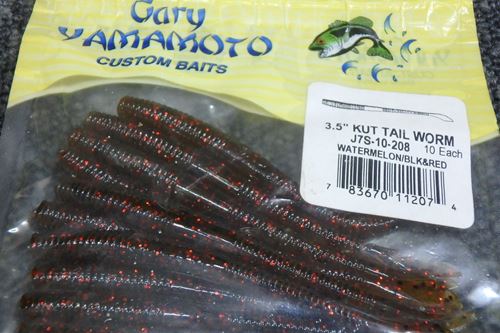 Gary
YAMAMOTO
CUSTOM BAITS
3.5" KUT TAIL WORM
J7S-10-208 10 Each
WATERMELON/BLK&RED
7 83670 11207 4